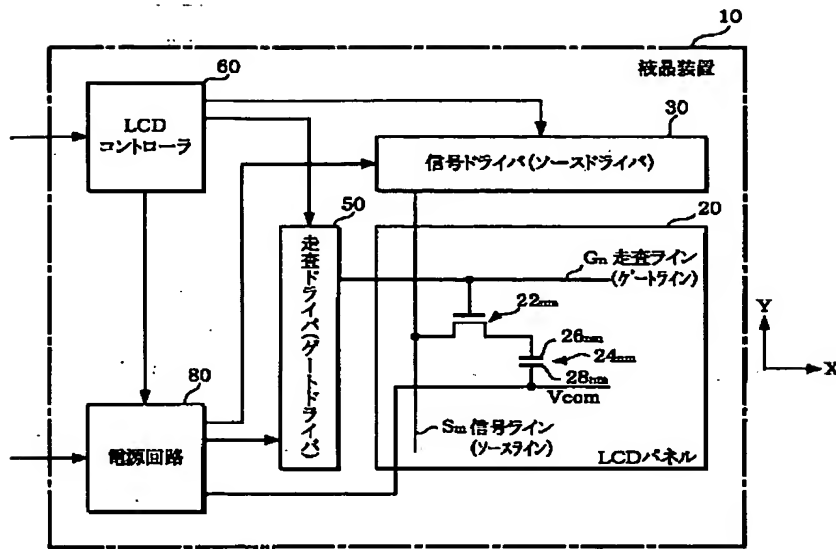 10
液晶装置
60
LCD
コントローラ
30
信号ドライバ(ソースドライバ)
50
走査ドライバ(ゲートドライバ)
20
Gn 走査ライン
(ゲートライン)
22nm
26nm
24nm
28nm
Vcom
Sm 信号ライン
(ソースライン)
LCDパネル
80
電源回路
Y
X